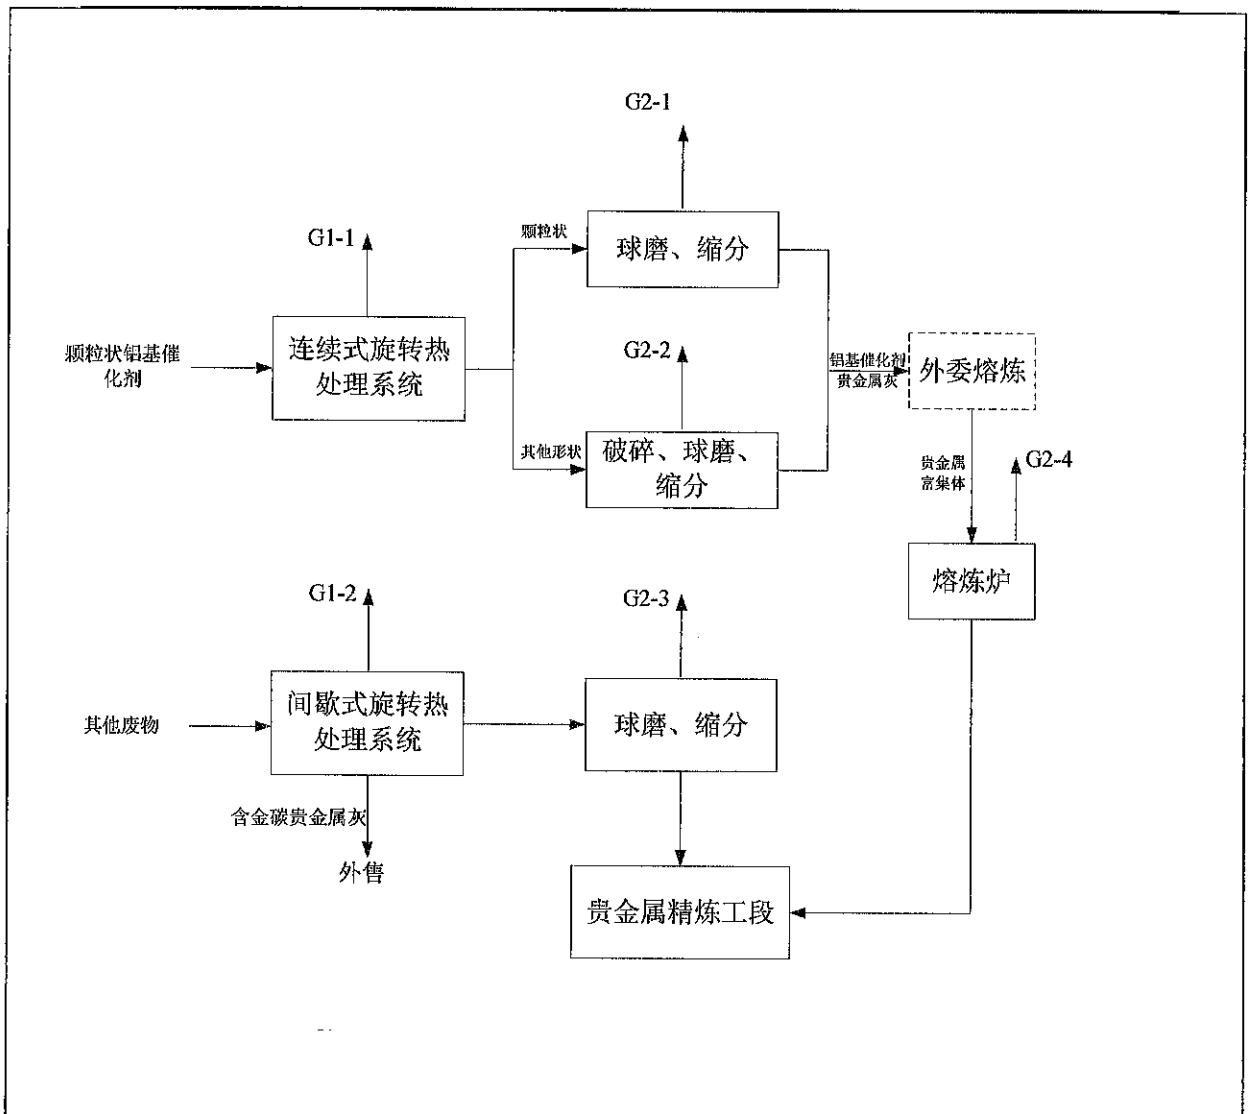 G2-1
颗粒状
G1-1
球磨、缩分
颗粒状铝基催
化剂
连续式旋转热
处理系统
G2-2
铝基催化剂
贵金属灰
外委熔炼
其他形状
破碎、球磨、
缩分
贵金属
富集体
G2-4
熔炼炉
G1-2
G2-3
其他废物
间歇式旋转热
处理系统
球磨、缩分
含金碳贵金属灰
外售
贵金属精炼工段